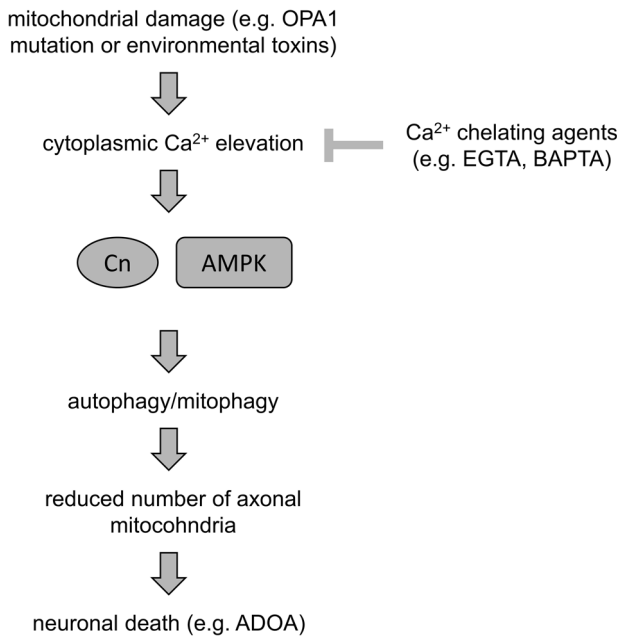 mitochondrial damage (e.g. OPA1
mutation or environmental toxins)
cytoplasmic Ca²⁺ elevation
Ca²⁺ chelating agents
(e.g. EGTA, BAPTA)
Cn
AMPK
autophagy/mitophagy
reduced number of axonal
mitocohndria
neuronal death (e.g. ADOA)